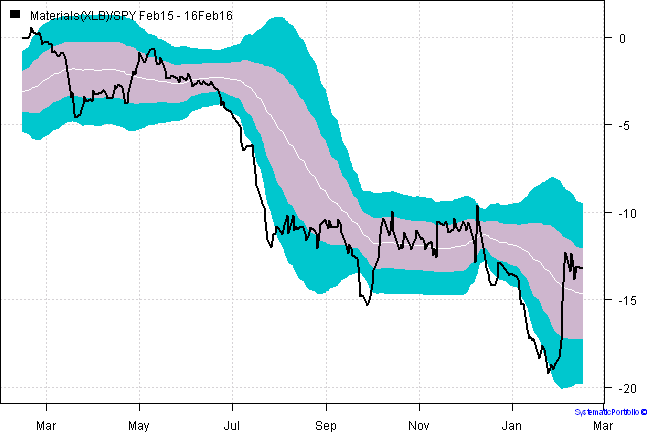 Materials(XLB)/SPY Feb15 - 16Feb16
0
-5
-10
-15
-20
Mar
May
Jul
Sep
Nov
Jan
Mar
SystematicPortfolio ©